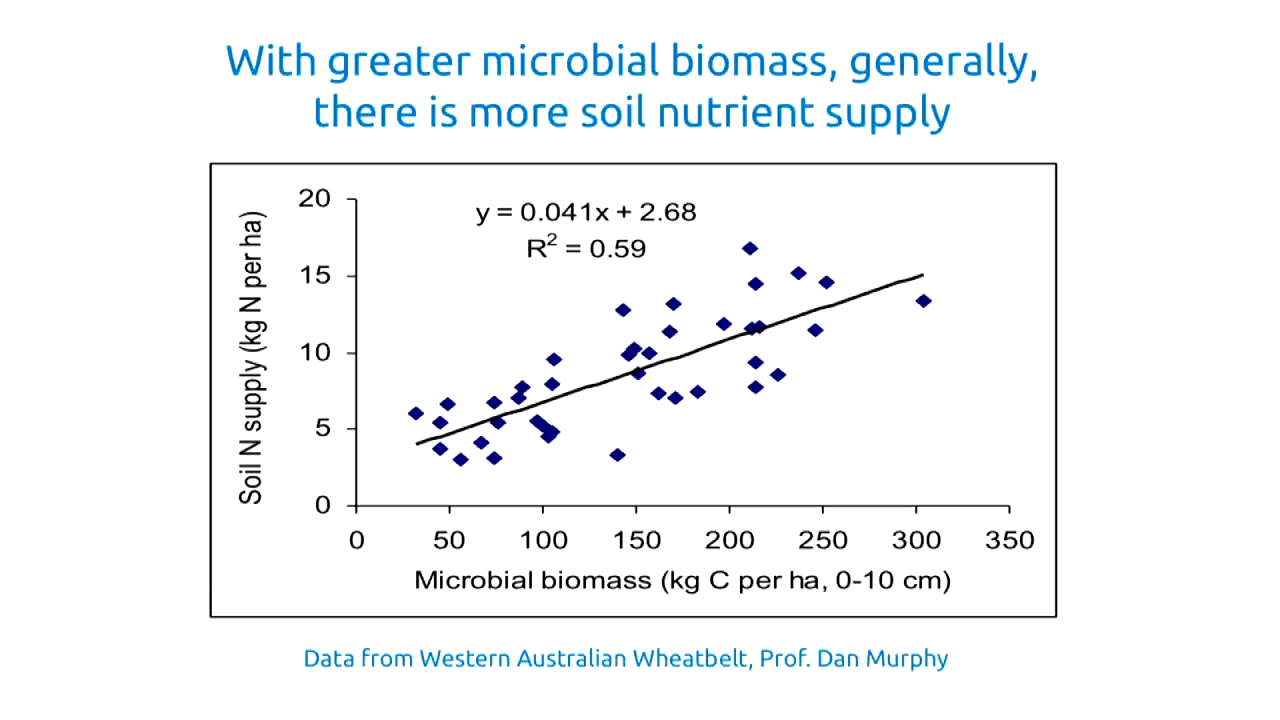 With greater microbial biomass, generally,
there is more soil nutrient supply
y = 0.041x + 2.68
R² = 0.59
Soil N supply (kg N per ha)
20
15
10
5
0
0 50 100 150 200 250 300 350
Microbial biomass (kg C per ha, 0-10 cm)
Data from Western Australian Wheatbelt, Prof. Dan Murphy